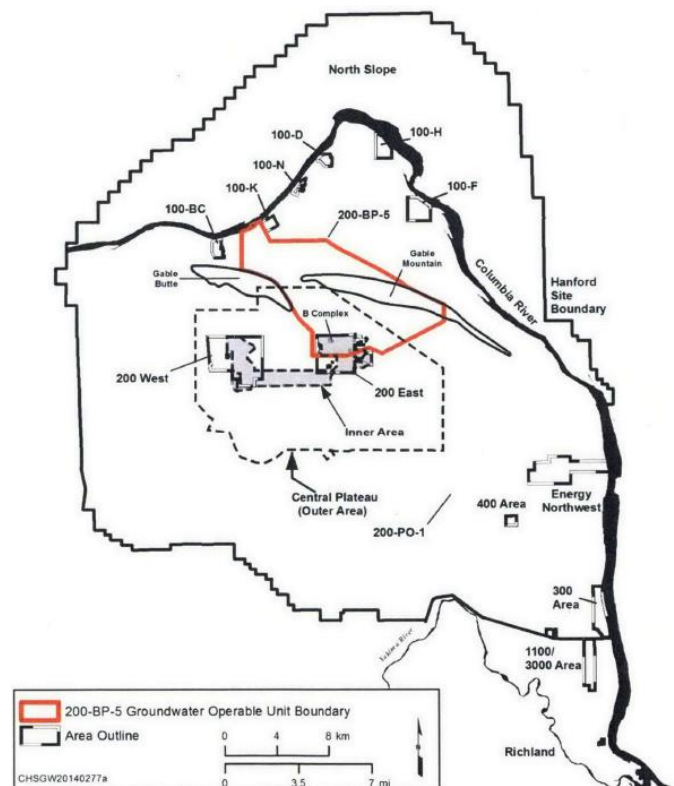 North Slope
100-D
100-H
100-N
100-K
100-F
100-BC
200-BP-5
Gable
Butte
Gable
Mountain
Columbia River
Hanford
Site
Boundary
B Complex
200 West
200 East
Inner Area
Central Plateau
(Outer Area)
400 Area
Energy
Northwest
200-PO-1
300
Area
Yakima River
1100/
3000 Area
Richland
200-BP-5 Groundwater Operable Unit Boundary
Area Outline
0 4 8 km
0 3.5 7 mi
N
CHSGW20140277a